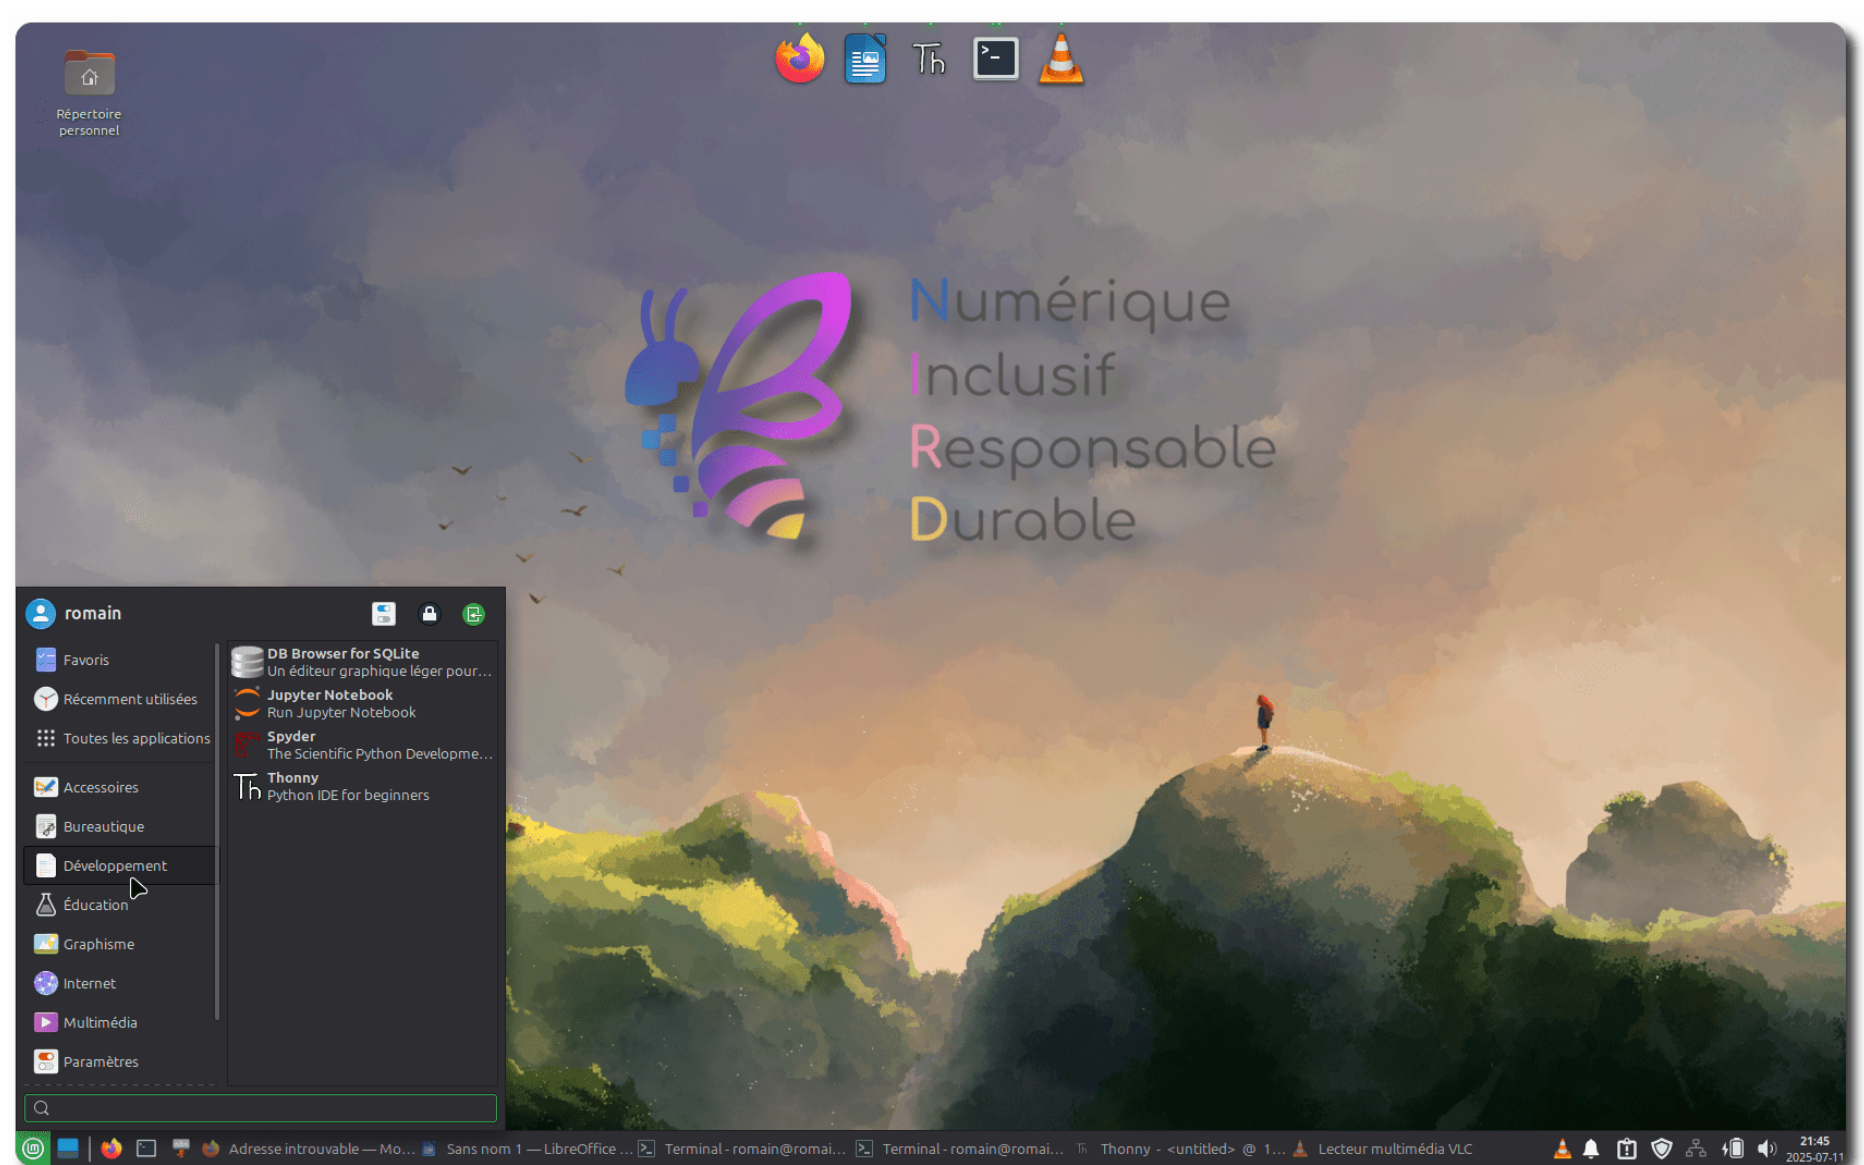 Répertoire
personnel
Th
>_
Numérique
Inclusif
Responsable
Durable
romain
Favoris
Récemment utilisées
Toutes les applications
Accessoires
Bureautique
Développement
Éducation
Graphisme
Internet
Multimédia
Paramètres
DB Browser for SQLite
Un éditeur graphique léger pour...
Jupyter Notebook
Run Jupyter Notebook
Spyder
The Scientific Python Developme...
Th
Thonny
Python IDE for beginners
Adresse introuvable — Mo...
Sans nom 1 — LibreOffice ...
Terminal - romain@romai...
Terminal - romain@romai...
Th
Thonny - <untitled> @ 1...
Lecteur multimédia VLC
21:45
2025-07-11